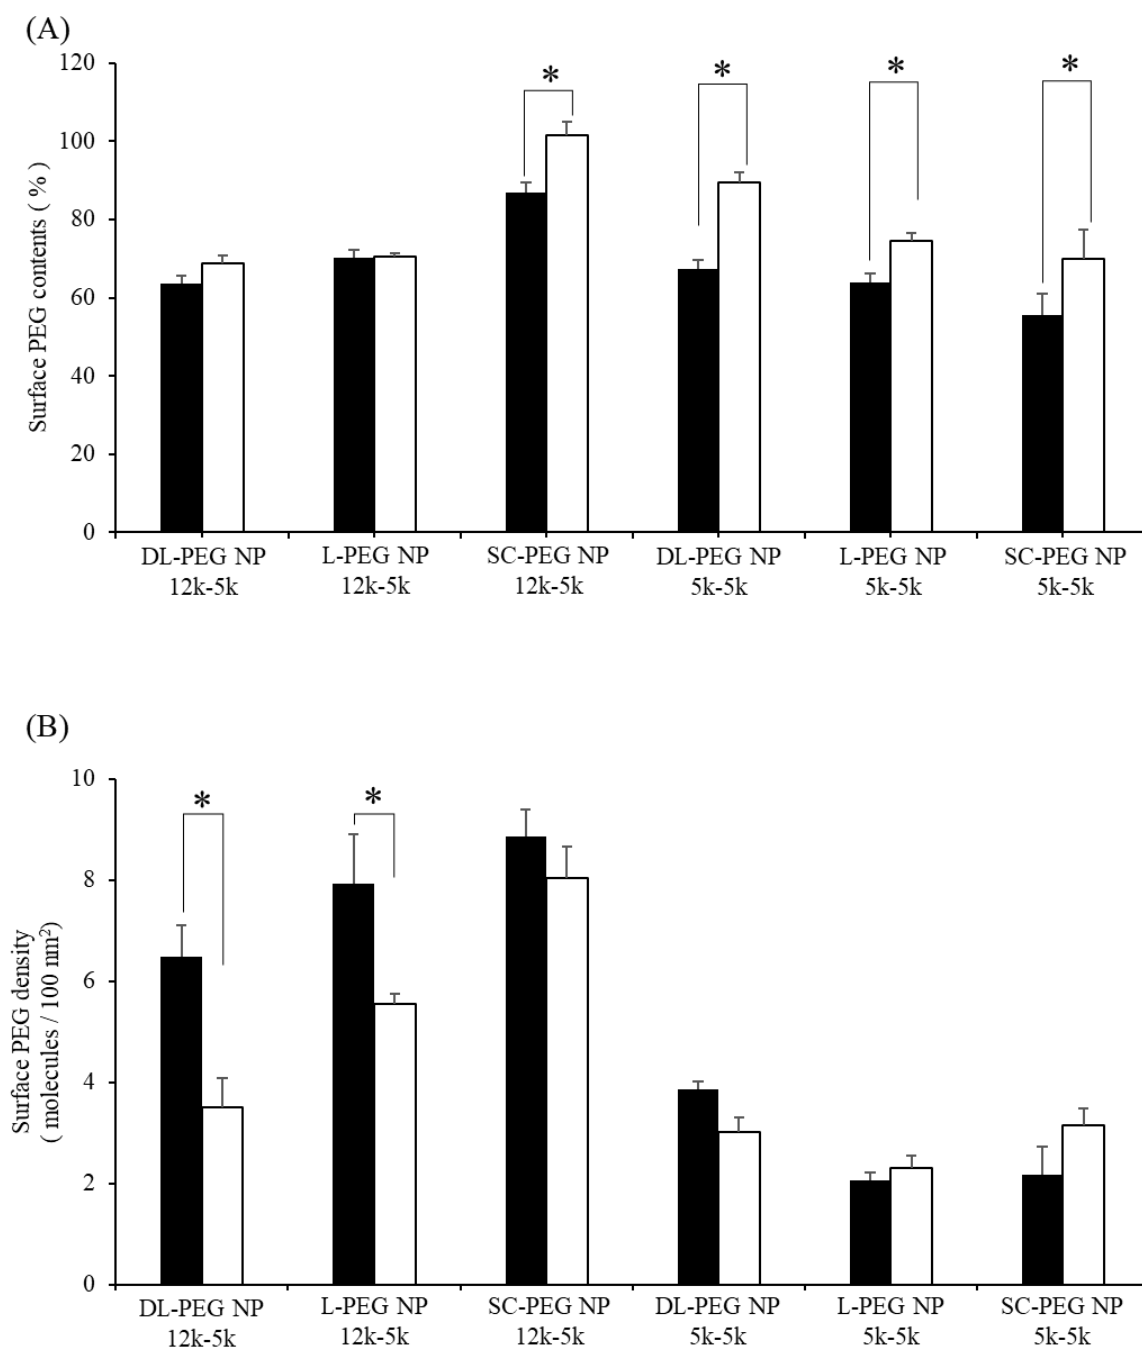 (A)
120
100
80
60
40
20
0
Surface PEG contents ( % )
*
*
*
*
DL-PEG NP
12k-5k
L-PEG NP
12k-5k
SC-PEG NP
12k-5k
DL-PEG NP
5k-5k
L-PEG NP
5k-5k
SC-PEG NP
5k-5k
(B)
10
8
6
4
2
0
Surface PEG density
( molecules / 100 nm²)
*
*
DL-PEG NP
12k-5k
L-PEG NP
12k-5k
SC-PEG NP
12k-5k
DL-PEG NP
5k-5k
L-PEG NP
5k-5k
SC-PEG NP
5k-5k